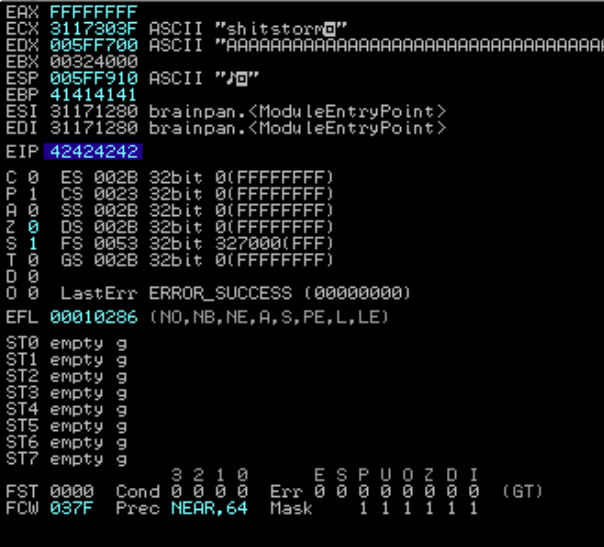 EAX FFFFFFFF
ECX 3117303F ASCII "shitstorm◘"
EDX 005FF700 ASCII "AAAAAAAAAAAAAAAAAAAAAAAAAAAAAAAAAAAAAAAAAA
EBX 00324000
ESP 005FF910 ASCII "♪◘"
EBP 41414141
ESI 31171280 brainpan.<ModuleEntryPoint>
EDI 31171280 brainpan.<ModuleEntryPoint>
EIP 42424242
C 0 ES 002B 32bit 0(FFFFFFFF)
P 1 CS 0023 32bit 0(FFFFFFFF)
A 0 SS 002B 32bit 0(FFFFFFFF)
Z 0 DS 002B 32bit 0(FFFFFFFF)
S 1 FS 0053 32bit 327000(FFF)
T 0 GS 002B 32bit 0(FFFFFFFF)
D 0
O 0 LastErr ERROR_SUCCESS (00000000)
EFL 00010286 (NO,NB,NE,A,S,PE,L,LE)
ST0 empty g
ST1 empty g
ST2 empty g
ST3 empty g
ST4 empty g
ST5 empty g
ST6 empty g
ST7 empty g
3 2 1 0 E S P U O Z D I
FST 0000 Cond 0 0 0 0 Err 0 0 0 0 0 0 0 0 (GT)
FCW 037F Prec NEAR,64 Mask 1 1 1 1 1 1